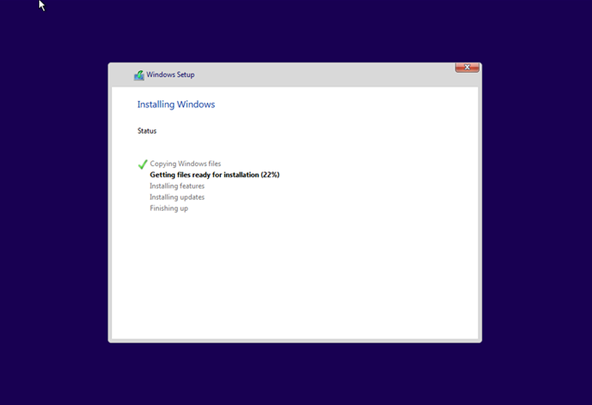 Windows Setup
Installing Windows
Status
Copying Windows files
Getting files ready for installation (22%)
Installing features
Installing updates
Finishing up